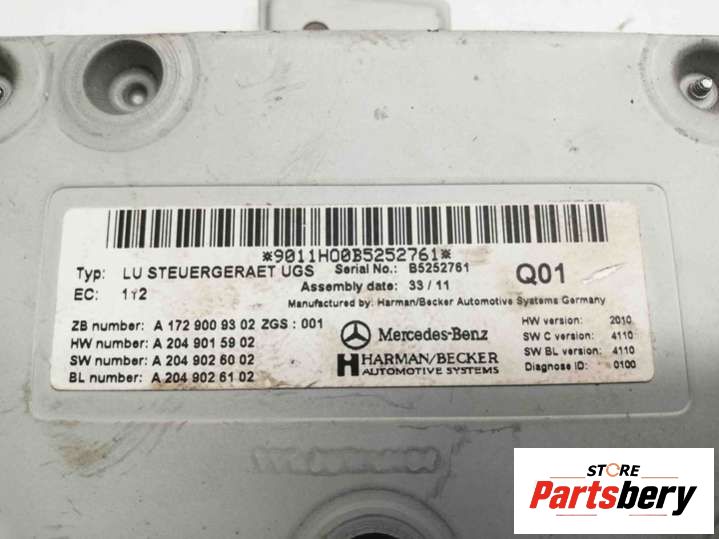 *9011H00B5252761*
Typ: LU STEUERGERAET UGS Serial No.: B5252761 Q01
Assembly date: 33 / 11
EC: 1Y2
Manufactured by: Harman/Becker Automotive Systems Germany
ZB number: A 172 900 93 02 ZGS : 001
HW number: A 204 901 59 02
SW number: A 204 902 60 02
BL number: A 204 902 61 02
Mercedes-Benz
HARMAN/BECKER
AUTOMOTIVE SYSTEMS
HW version: 2010
SW C version: 4110
SW BL version: 4110
Diagnose ID: 0100
STORE
Partsbery